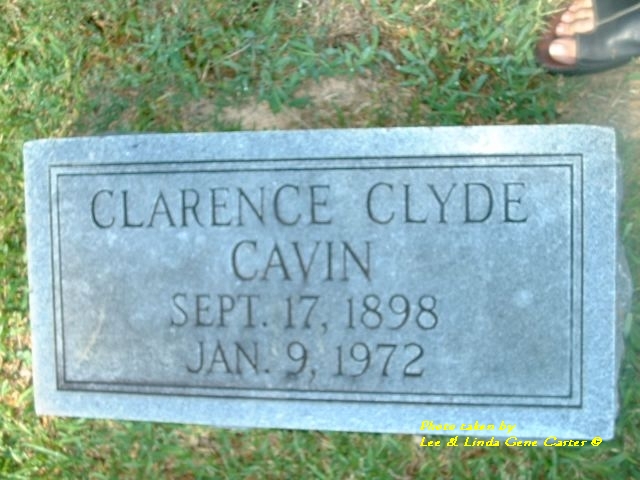 CLARENCE CLYDE
CAVIN
SEPT. 17, 1898
JAN. 9, 1972
Photo taken by
Lee & Linda Gene Carter ©